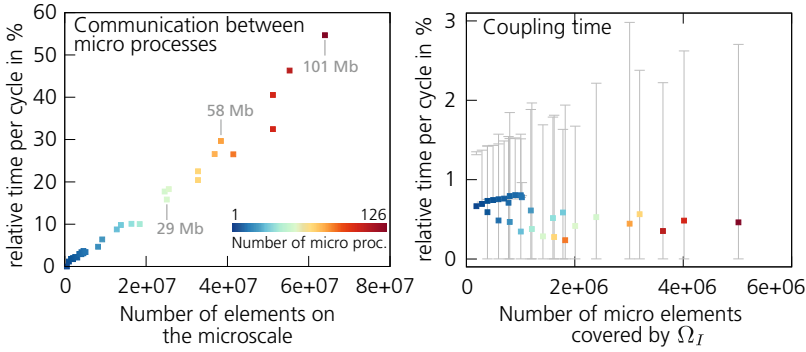 Communication between
micro processes
relative time per cycle in %
60
50
40
30
20
10
0
101 Mb
58 Mb
29 Mb
1 126
Number of micro proc.
0 2e+07 4e+07 6e+07 8e+07
Number of elements on
the microscale
Coupling time
relative time per cycle in %
3
2
1
0
0 2e+06 4e+06 6e+06
Number of micro elements
covered by Ω_I